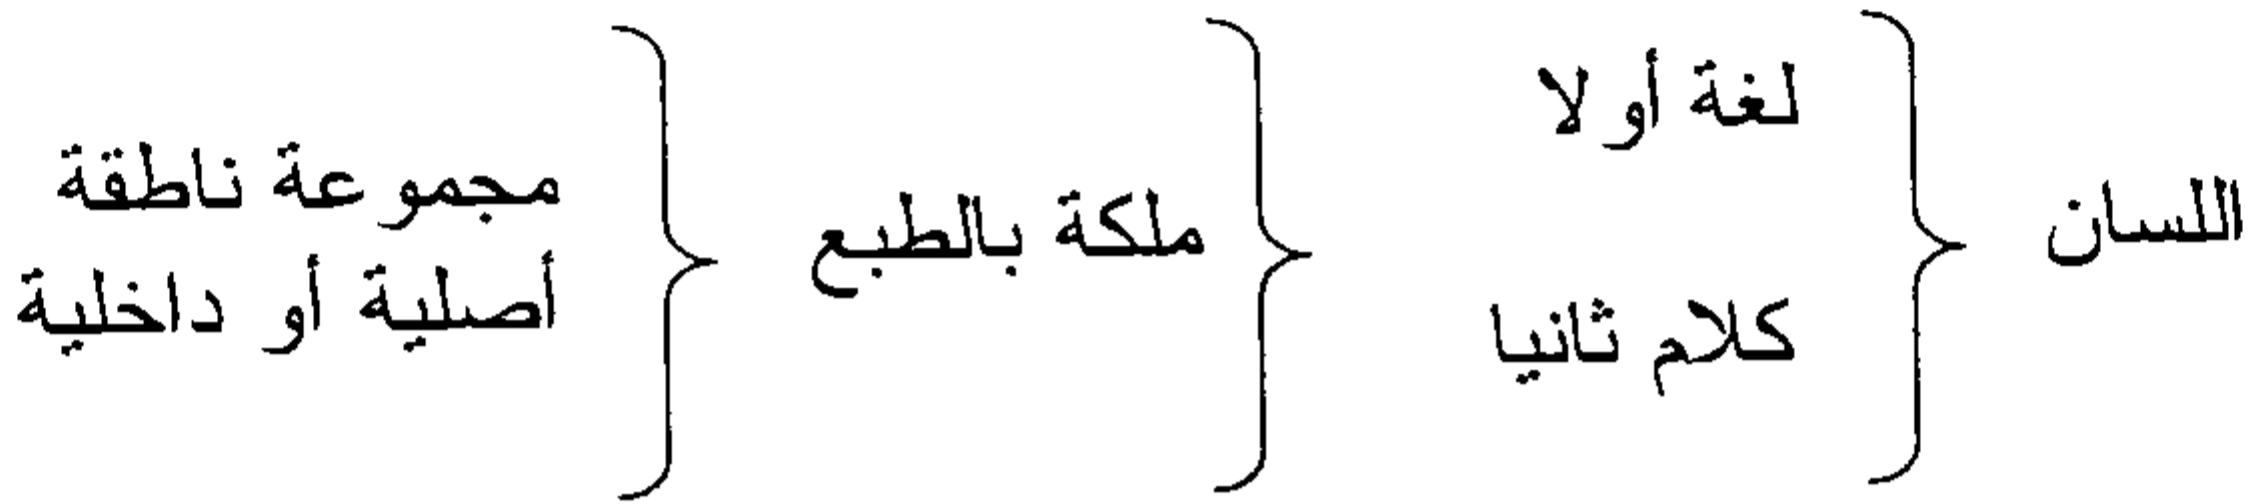 اللسان
لغة أولا
كلام ثانيا
ملكة بالطبع
مجموعة ناطقة
أصلية أو داخلية